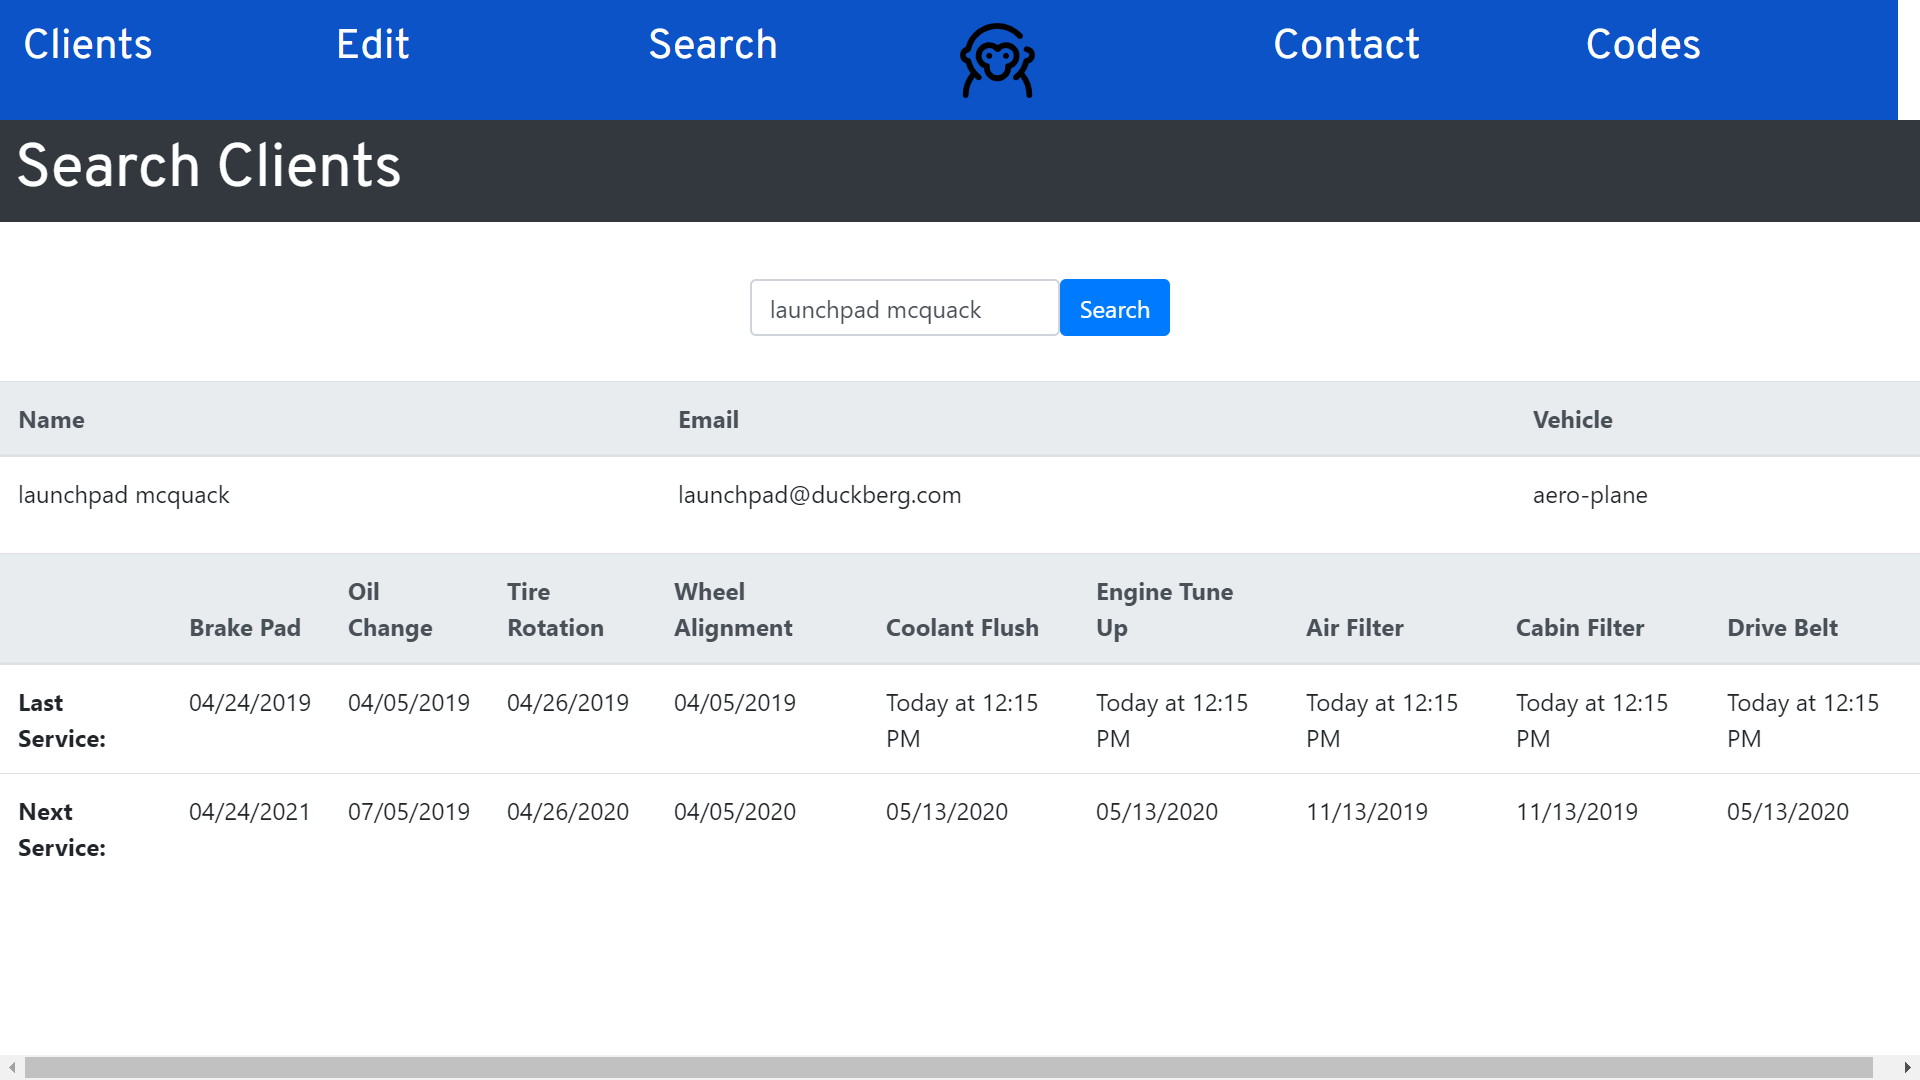 Clients Edit Search Contact Codes
Search Clients
launchpad mcquack Search
Name Email Vehicle
launchpad mcquack launchpad@duckberg.com aero-plane
Brake Pad Oil Change Tire Rotation Wheel Alignment Coolant Flush Engine Tune Up Air Filter Cabin Filter Drive Belt
Last Service: 04/24/2019 04/05/2019 04/26/2019 04/05/2019 Today at 12:15 PM Today at 12:15 PM Today at 12:15 PM Today at 12:15 PM Today at 12:15 PM
Next Service: 04/24/2021 07/05/2019 04/26/2020 04/05/2020 05/13/2020 05/13/2020 11/13/2019 11/13/2019 05/13/2020